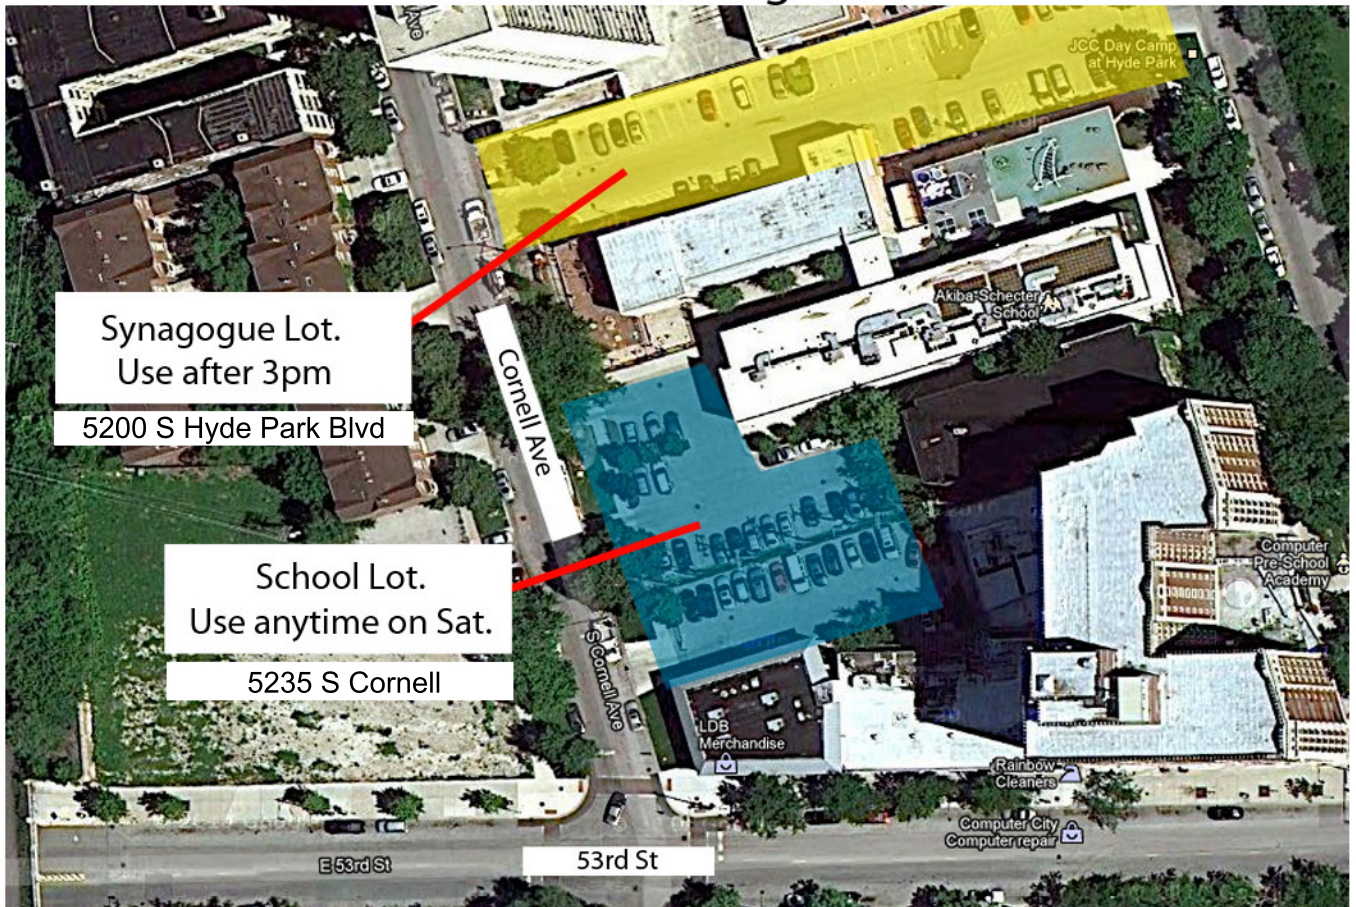 JCC Day Camp
at Hyde Park
Synagogue Lot.
Use after 3pm
5200 S Hyde Park Blvd
Akiba-Schecter
School
Cornell Ave
School Lot.
Use anytime on Sat.
5235 S Cornell
Computer
Pre-School
Academy
S Cornell Ave
LDB
Merchandise
Rainbow
Cleaners
Computer City
Computer repair
E 53rd St
53rd St